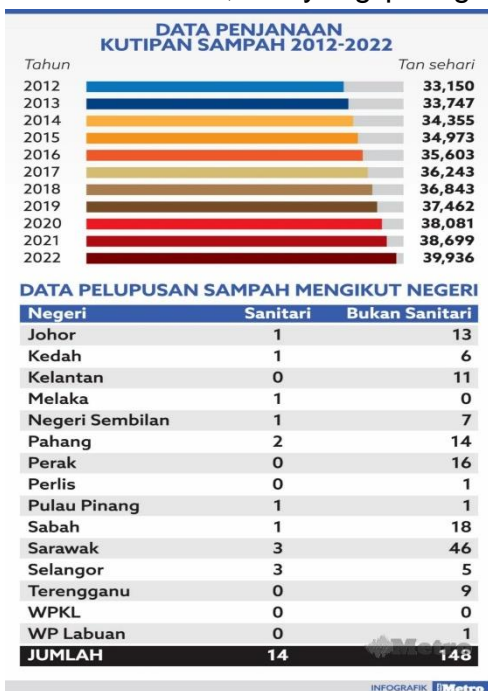 DATA PENJANAAN
KUTIPAN SAMPAH 2012-2022
Tahun Tan sehari
2012 33,150
2013 33,747
2014 34,355
2015 34,973
2016 35,603
2017 36,243
2018 36,843
2019 37,462
2020 38,081
2021 38,699
2022 39,936
DATA PELUPUSAN SAMPAH MENGIKUT NEGERI
Negeri Sanitari Bukan Sanitari
Johor 1 13
Kedah 1 6
Kelantan 0 11
Melaka 1 0
Negeri Sembilan 1 7
Pahang 2 14
Perak 0 16
Perlis 0 1
Pulau Pinang 1 1
Sabah 1 18
Sarawak 3 46
Selangor 3 5
Terengganu 0 9
WPKL 0 0
WP Labuan 0 1
Metro
JUMLAH 14 148
INFOGRAFIK Metro